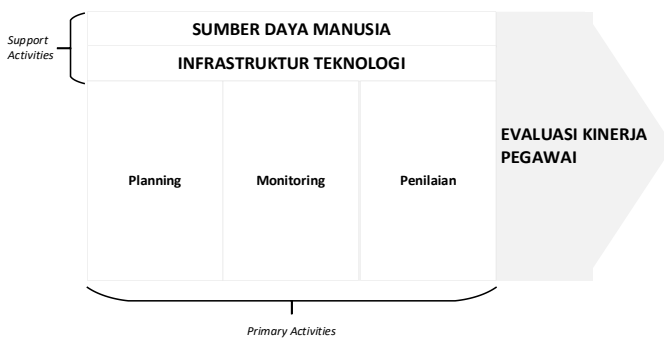 SUMBER DAYA MANUSIA
Support
Activities
INFRASTRUKTUR TEKNOLOGI
EVALUASI KINERJA
PEGAWAI
Planning
Monitoring
Penilaian
Primary Activities